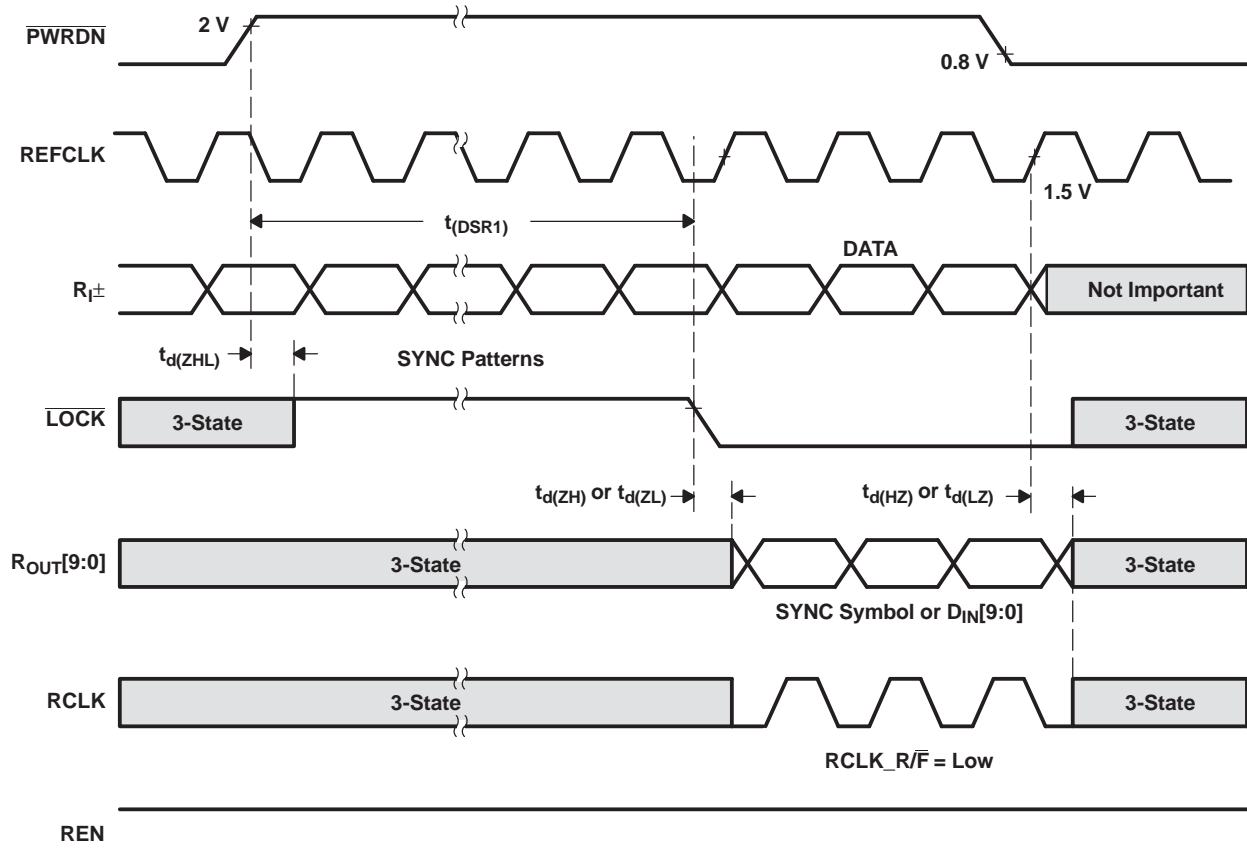 PWRDN
2 V
0.8 V
REFCLK
1.5 V
t(DSR1)
DATA
RI±
Not Important
td(ZHL)
SYNC Patterns
LOCK
3-State
3-State
td(ZH) or td(ZL)
td(HZ) or td(LZ)
ROUT[9:0]
3-State
3-State
SYNC Symbol or DIN[9:0]
RCLK
3-State
3-State
RCLK_R/F = Low
REN